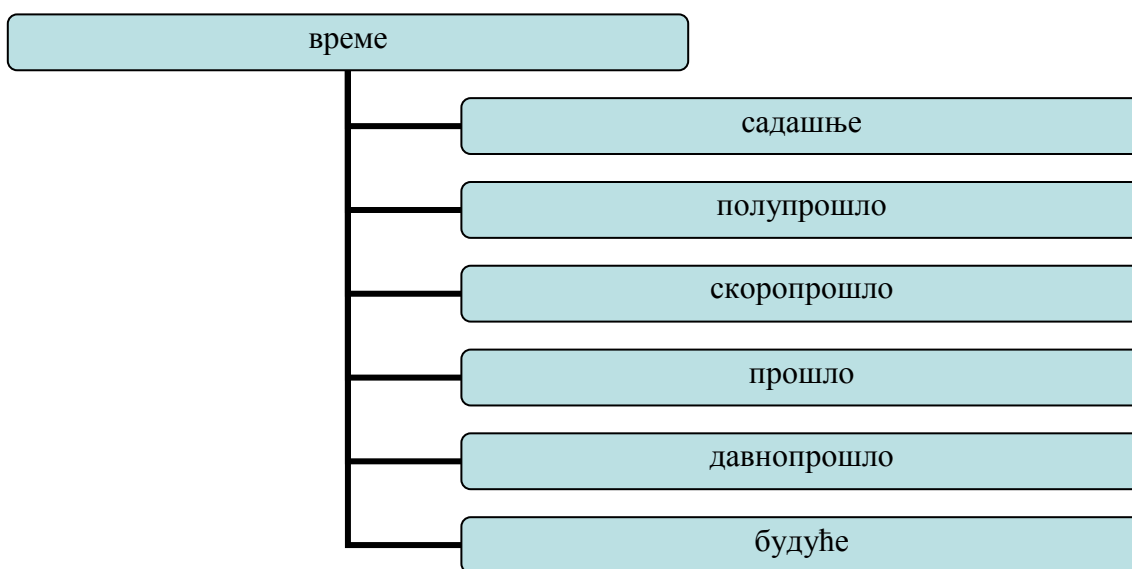 време
садашње
полупрошло
скоропрошло
прошло
давнопрошло
будуће